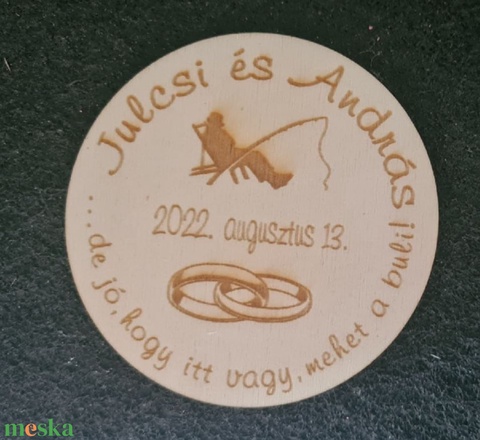 Julcsi és András!
2022. augusztus 13.
...de jó, hogy itt vagy, mehet a buli!
meska